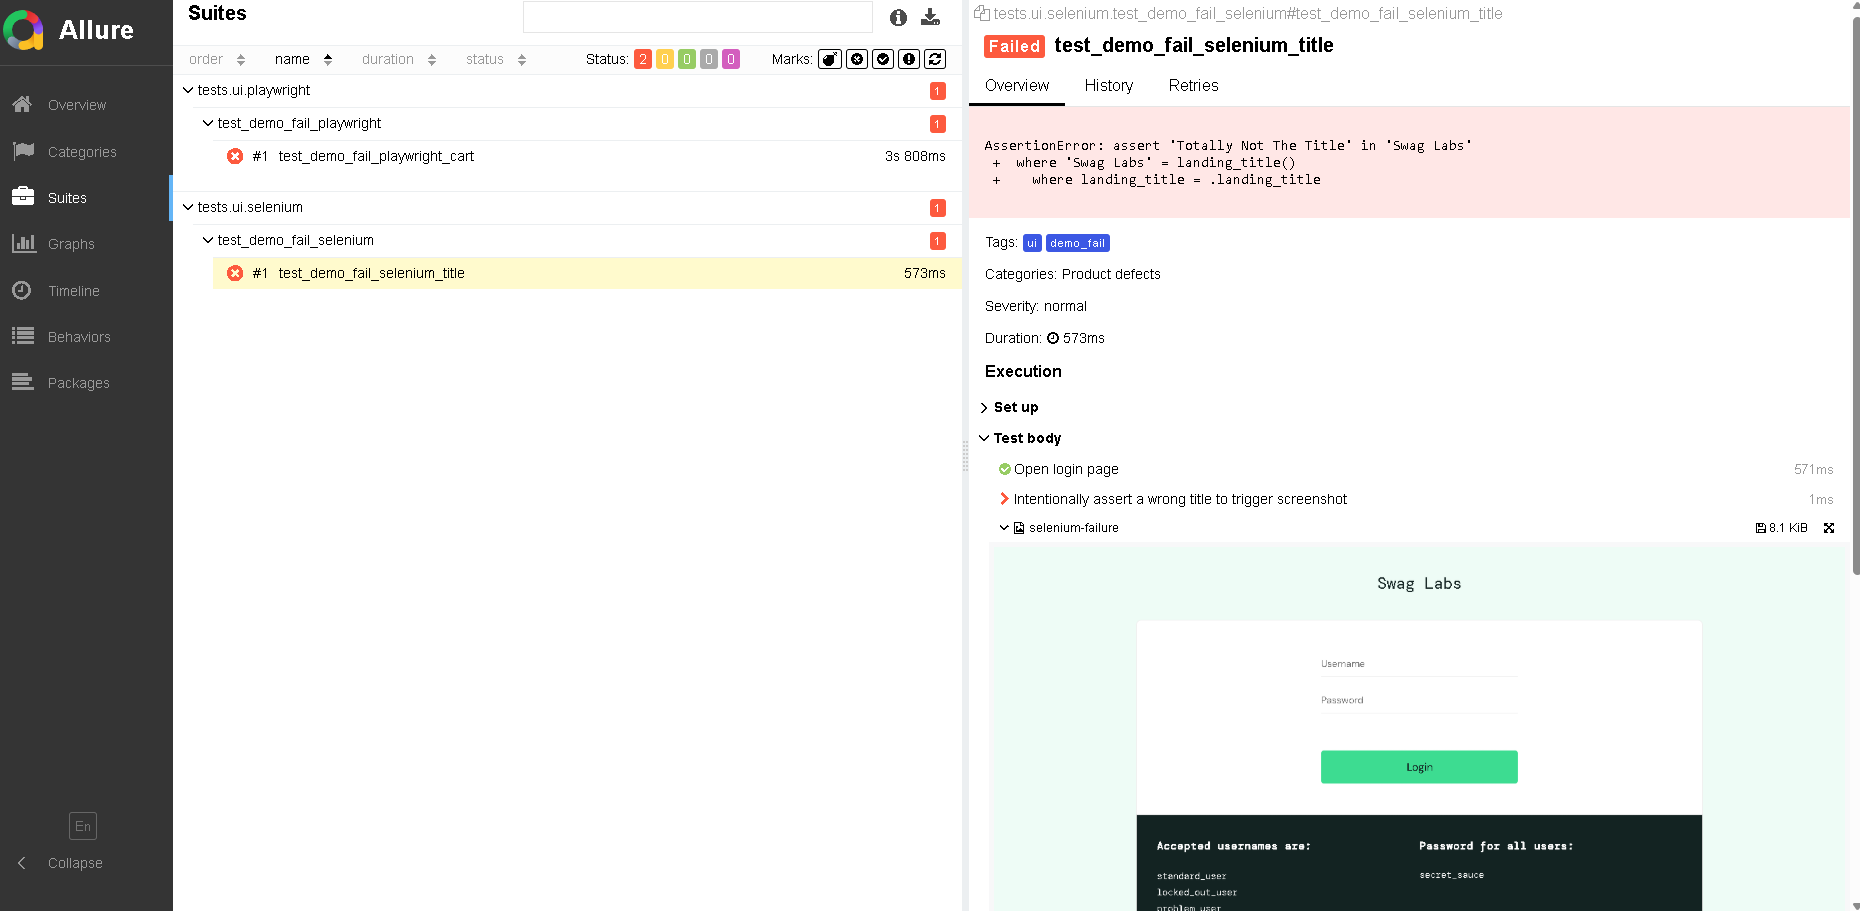 Allure
Overview
Categories
Suites
Graphs
Timeline
Behaviors
Packages
En
Collapse
Suites
order name duration status Status: 2 0 0 0 0 Marks:
tests.ui.playwright 1
test_demo_fail_playwright 1
#1 test_demo_fail_playwright_cart 3s 808ms
tests.ui.selenium 1
test_demo_fail_selenium 1
#1 test_demo_fail_selenium_title 573ms
tests.ui.selenium.test_demo_fail_selenium#test_demo_fail_selenium_title
Failed test_demo_fail_selenium_title
Overview History Retries
AssertionError: assert 'Totally Not The Title' in 'Swag Labs'
+ where 'Swag Labs' = landing_title()
+ where landing_title = .landing_title
Tags: ui demo_fail
Categories: Product defects
Severity: normal
Duration: 573ms
Execution
Set up
Test body
Open login page 571ms
Intentionally assert a wrong title to trigger screenshot 1ms
selenium-failure 8.1 KiB
Swag Labs
Username
Password
Login
Accepted usernames are: Password for all users:
standard_user secret_sauce
locked_out_user
problem_user